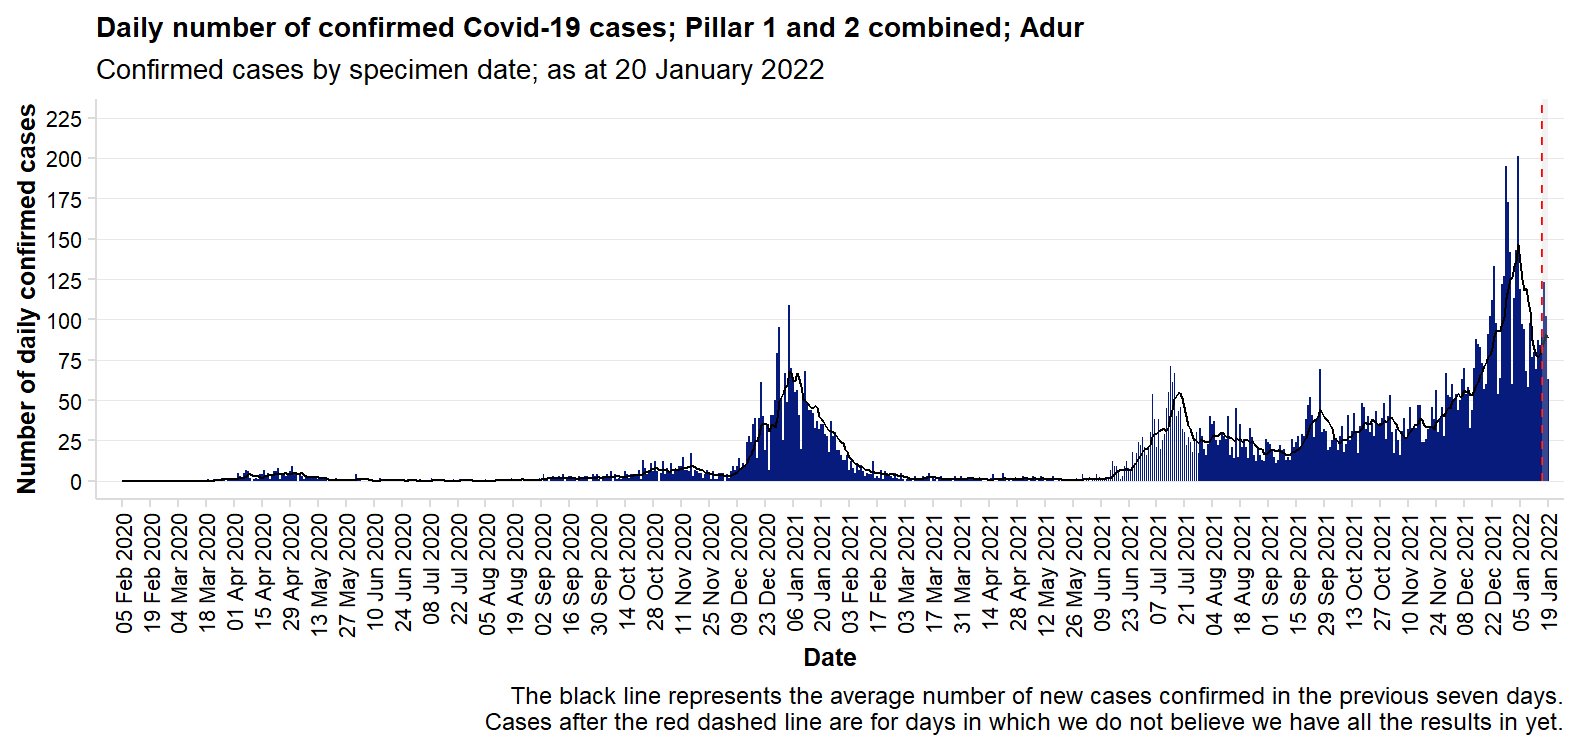 Daily number of confirmed Covid-19 cases; Pillar 1 and 2 combined; Adur
Confirmed cases by specimen date; as at 20 January 2022
Number of daily confirmed cases
225
200
175
150
125
100
75
50
25
0
05 Feb 2020
19 Feb 2020
04 Mar 2020
18 Mar 2020
01 Apr 2020
15 Apr 2020
29 Apr 2020
13 May 2020
27 May 2020
10 Jun 2020
24 Jun 2020
08 Jul 2020
22 Jul 2020
05 Aug 2020
19 Aug 2020
02 Sep 2020
16 Sep 2020
30 Sep 2020
14 Oct 2020
28 Oct 2020
11 Nov 2020
25 Nov 2020
09 Dec 2020
23 Dec 2020
06 Jan 2021
20 Jan 2021
03 Feb 2021
17 Feb 2021
03 Mar 2021
17 Mar 2021
31 Mar 2021
14 Apr 2021
28 Apr 2021
12 May 2021
26 May 2021
09 Jun 2021
23 Jun 2021
07 Jul 2021
21 Jul 2021
04 Aug 2021
18 Aug 2021
01 Sep 2021
15 Sep 2021
29 Sep 2021
13 Oct 2021
27 Oct 2021
10 Nov 2021
24 Nov 2021
08 Dec 2021
22 Dec 2021
05 Jan 2022
19 Jan 2022
Date
The black line represents the average number of new cases confirmed in the previous seven days.
Cases after the red dashed line are for days in which we do not believe we have all the results in yet.